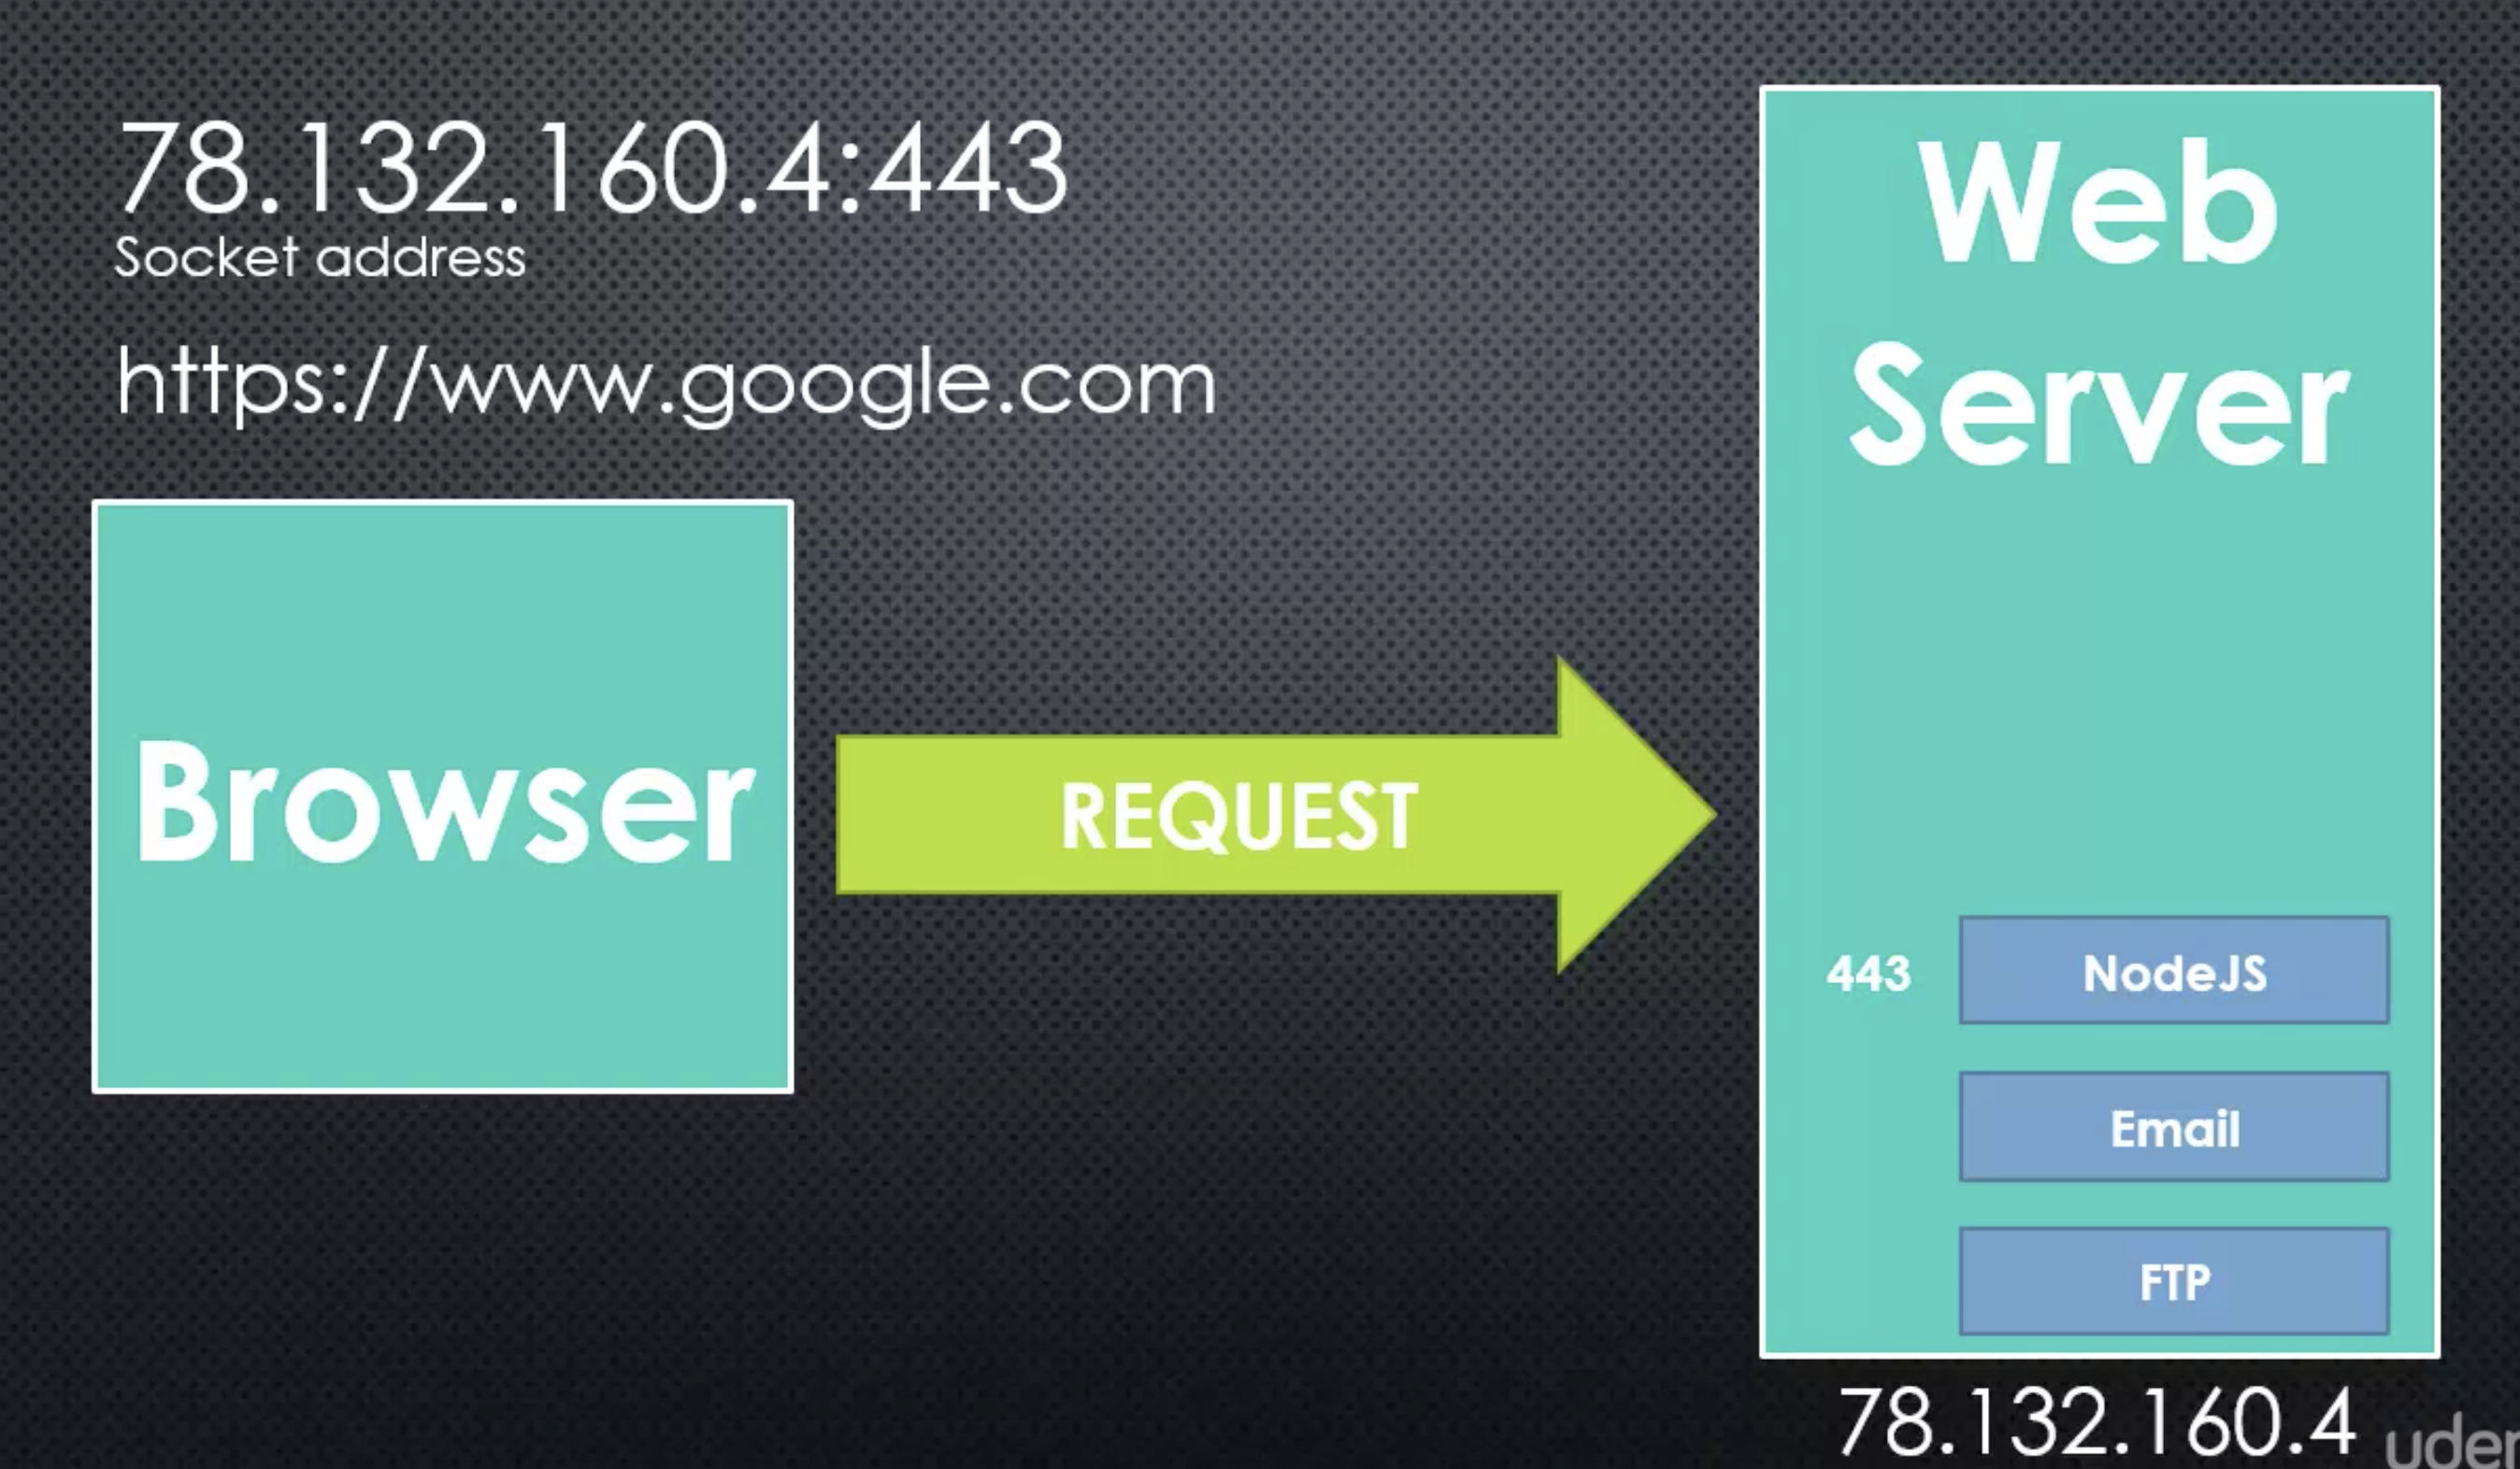 78.132.160.4:443
Socket address
https://www.google.com
Browser
REQUEST
Web
Server
443 NodeJS
Email
FTP
78.132.160.4